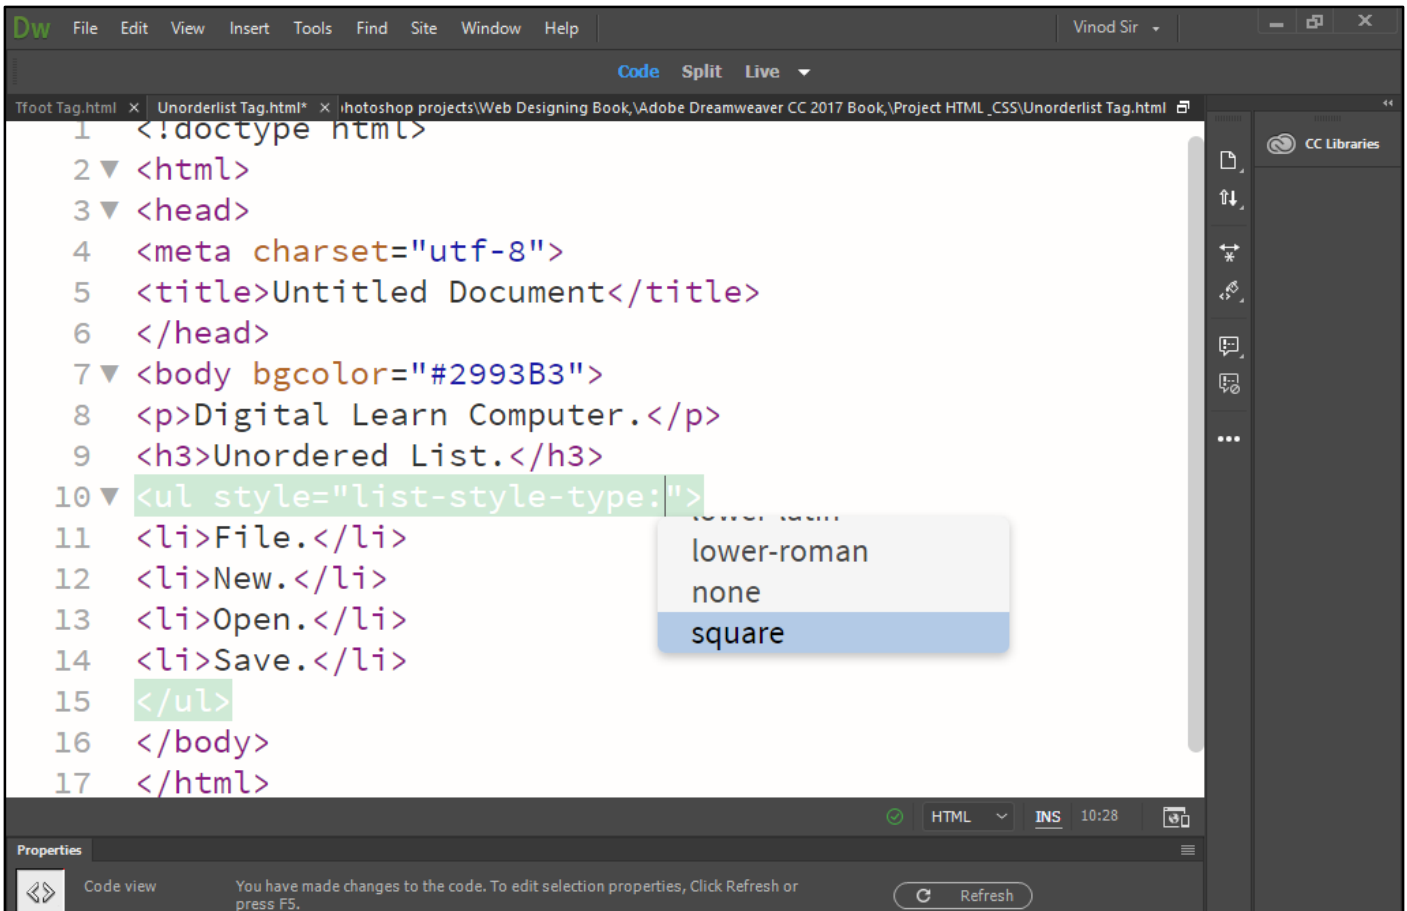 Dw File Edit View Insert Tools Find Site Window Help Vinod Sir
Code Split Live
Tfoot Tag.html × Unorderlist Tag.html* × hotoshop projects\Web Designing Book,\Adobe Dreamweaver CC 2017 Book,\Project HTML_CSS\Unorderlist Tag.html
CC Libraries
1 <!doctype html>
2 <html>
3 <head>
4 <meta charset="utf-8">
5 <title>Untitled Document</title>
6 </head>
7 <body bgcolor="#2993B3">
8 <p>Digital Learn Computer.</p>
9 <h3>Unordered List.</h3>
10 <ul style="list-style-type:">
11 <li>File.</li>
12 <li>New.</li>
13 <li>Open.</li>
14 <li>Save.</li>
15 </ul>
16 </body>
17 </html>
lower-latin
lower-roman
none
square
HTML INS 10:28
Properties
Code view
You have made changes to the code. To edit selection properties, Click Refresh or
press F5.
Refresh